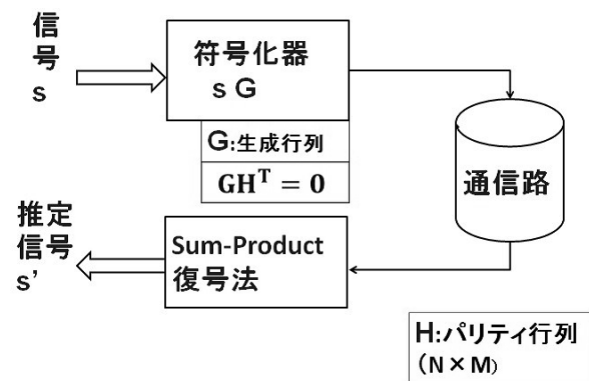 信号
s
符号化器
s G
G:生成行列
GHᵀ = 0
通信路
推定
信号
s'
Sum-Product
復号法
H:パリティ行列
(N×M)